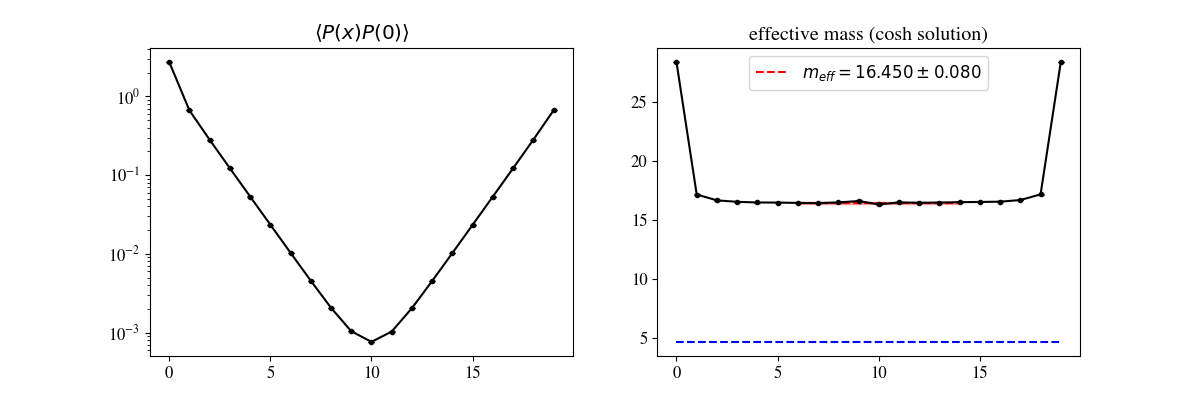 ⟨P(x)P(0)⟩
10⁰
10⁻¹
10⁻²
10⁻³
0 5 10 15
effective mass (cosh solution)
m_eff = 16.450 ± 0.080
25
20
15
10
5
0 5 10 15